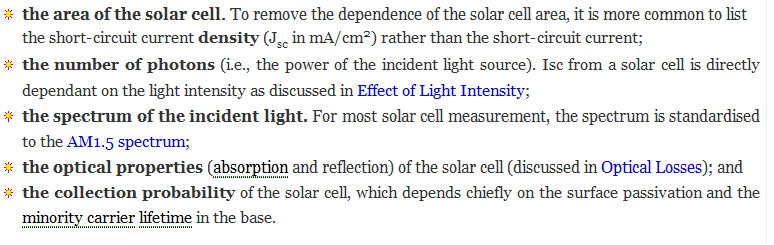 the area of the solar cell. To remove the dependence of the solar cell area, it is more common to list
the short-circuit current density (Jsc in mA/cm²) rather than the short-circuit current;
the number of photons (i.e., the power of the incident light source). Isc from a solar cell is directly
dependant on the light intensity as discussed in Effect of Light Intensity;
the spectrum of the incident light. For most solar cell measurement, the spectrum is standardised
to the AM1.5 spectrum;
the optical properties (absorption and reflection) of the solar cell (discussed in Optical Losses); and
the collection probability of the solar cell, which depends chiefly on the surface passivation and the
minority carrier lifetime in the base.